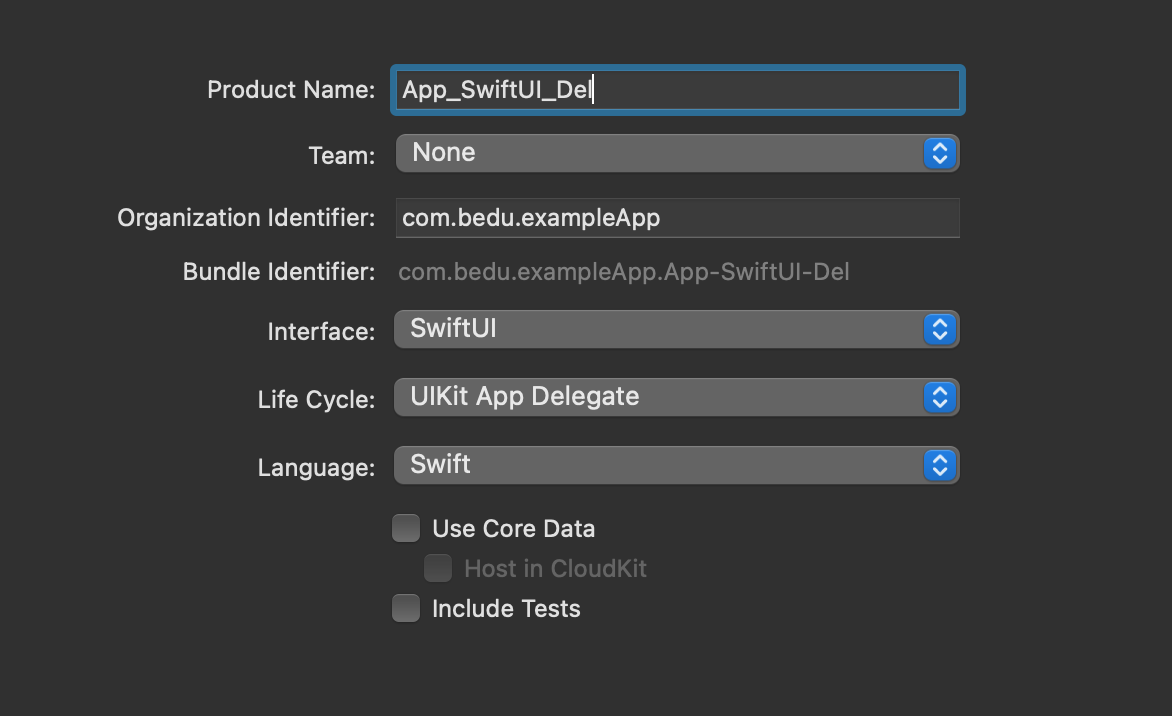 Product Name: App_SwiftUI_Del
Team: None
Organization Identifier: com.bedu.exampleApp
Bundle Identifier: com.bedu.exampleApp.App-SwiftUI-Del
Interface: SwiftUI
Life Cycle: UIKit App Delegate
Language: Swift
Use Core Data
Host in CloudKit
Include Tests